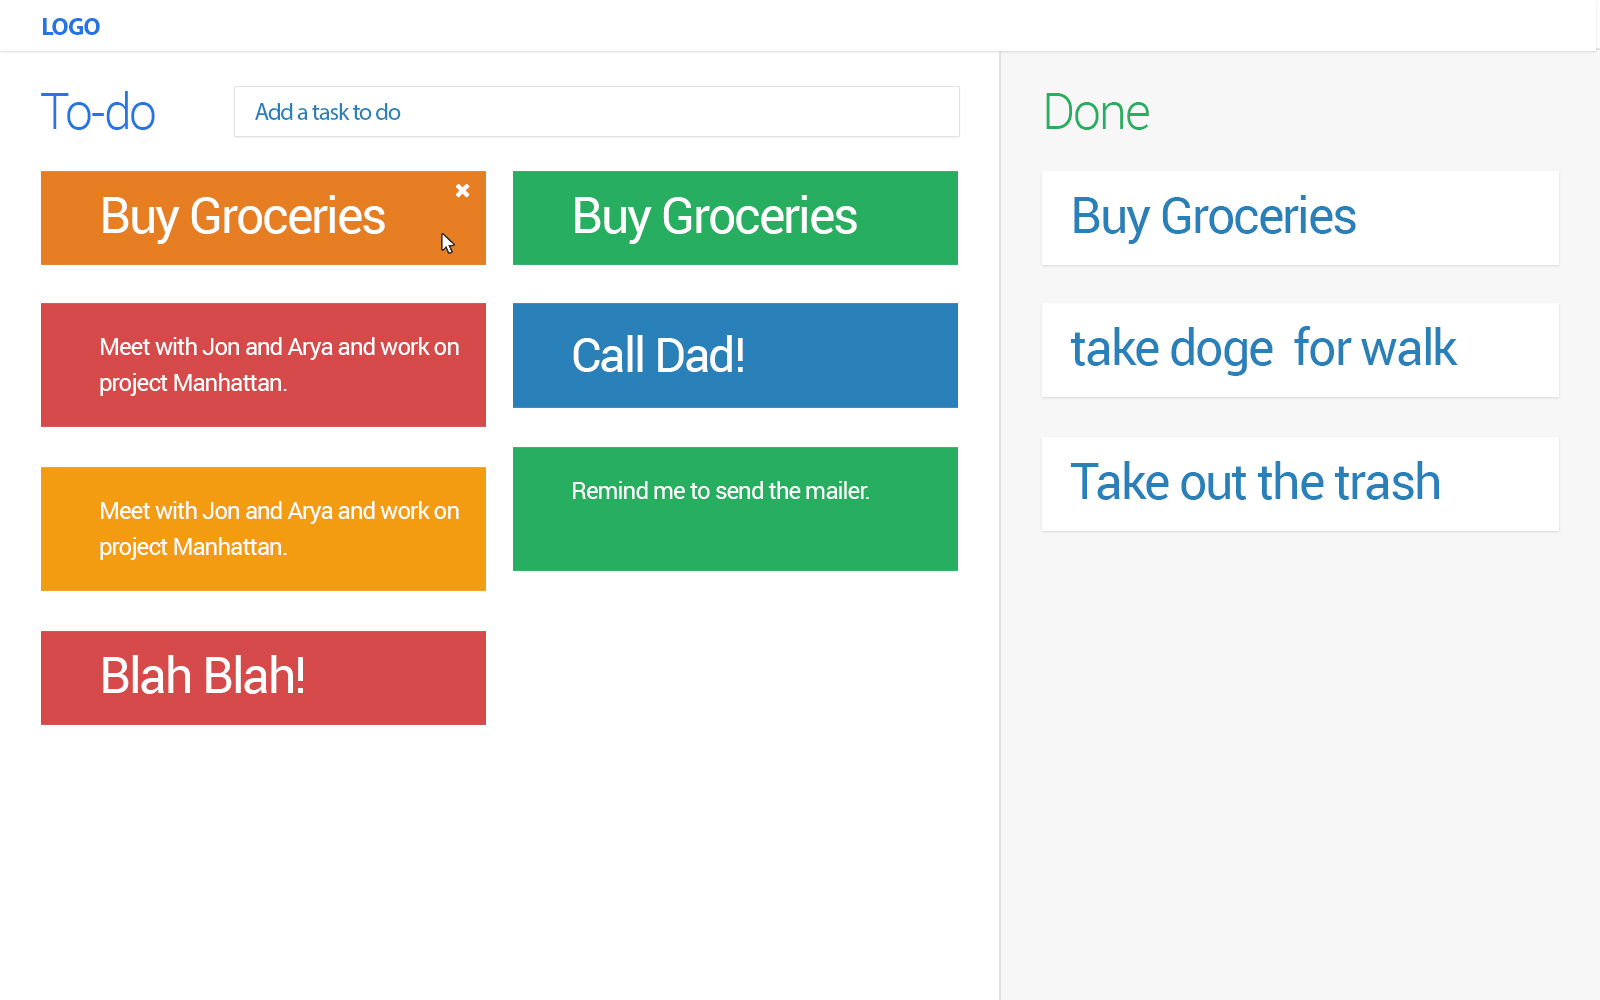 LOGO
To-do
Add a task to do
Buy Groceries
Meet with Jon and Arya and work on
project Manhattan.
Meet with Jon and Arya and work on
project Manhattan.
Blah Blah!
Buy Groceries
Call Dad!
Remind me to send the mailer.
Done
Buy Groceries
take doge  for walk
Take out the trash